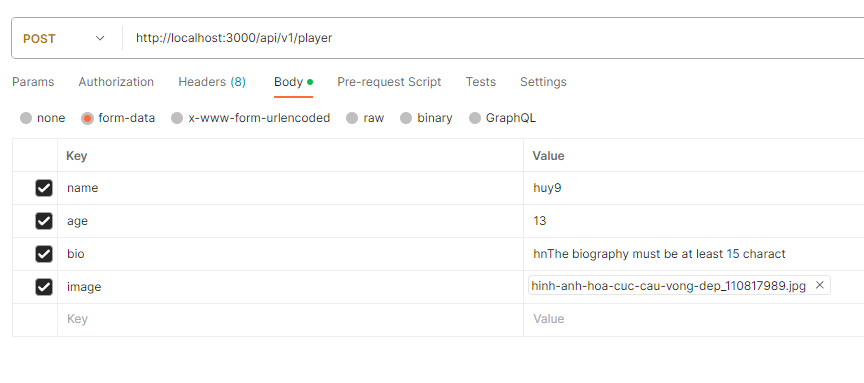 POST http://localhost:3000/api/v1/player
Params Authorization Headers (8) Body Pre-request Script Tests Settings
none form-data x-www-form-urlencoded raw binary GraphQL
Key Value
name huy9
age 13
bio hnThe biography must be at least 15 charact
image hinh-anh-hoa-cuc-cau-vong-dep_110817989.jpg
Key Value